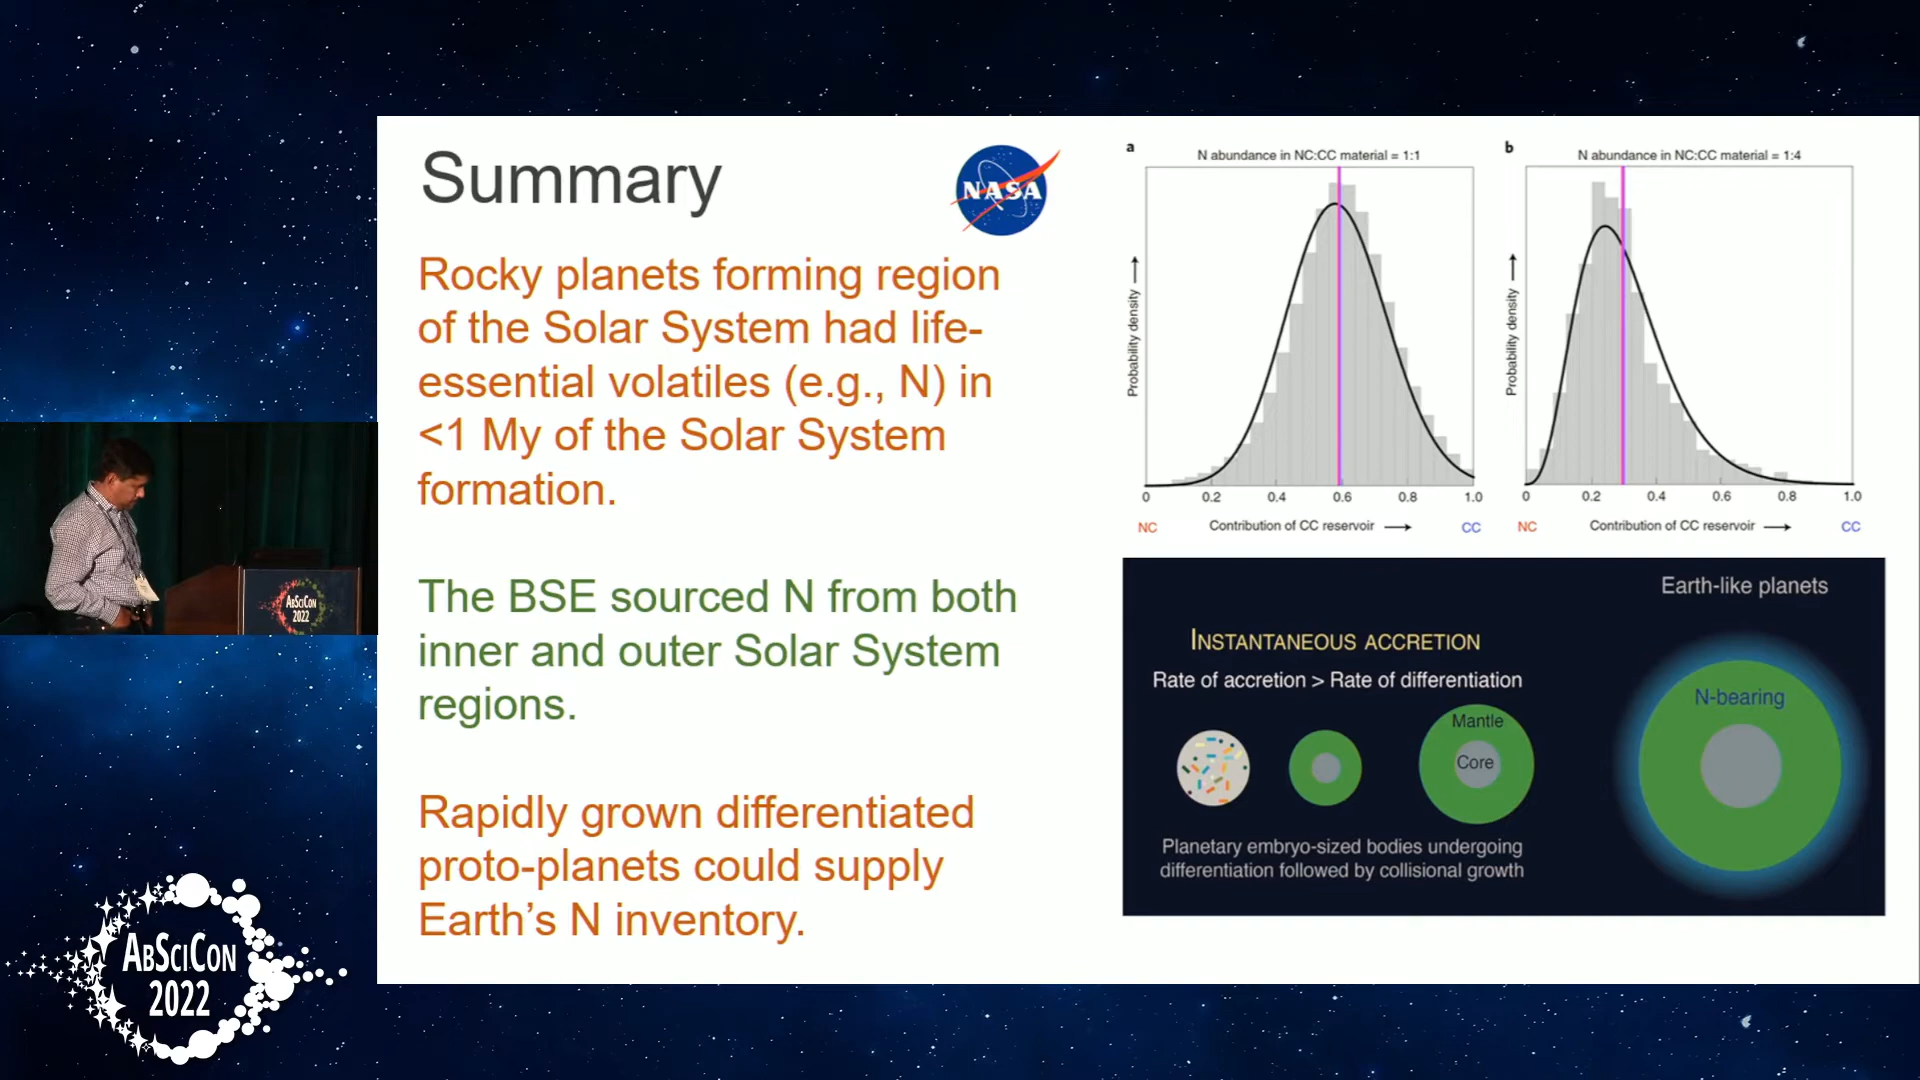 Summary
NASA
Rocky planets forming region
of the Solar System had life-
essential volatiles (e.g., N) in
<1 My of the Solar System
formation.
The BSE sourced N from both
inner and outer Solar System
regions.
Rapidly grown differentiated
proto-planets could supply
Earth’s N inventory.
a
N abundance in NC:CC material = 1:1
Probability density
0 0.2 0.4 0.6 0.8 1.0
NC Contribution of CC reservoir CC
b
N abundance in NC:CC material = 1:4
Probability density
0 0.2 0.4 0.6 0.8 1.0
NC Contribution of CC reservoir CC
Earth-like planets
INSTANTANEOUS ACCRETION
Rate of accretion > Rate of differentiation
N-bearing
Mantle
Core
Planetary embryo-sized bodies undergoing
differentiation followed by collisional growth
ABSCICON
2022
ABSCICON
2022